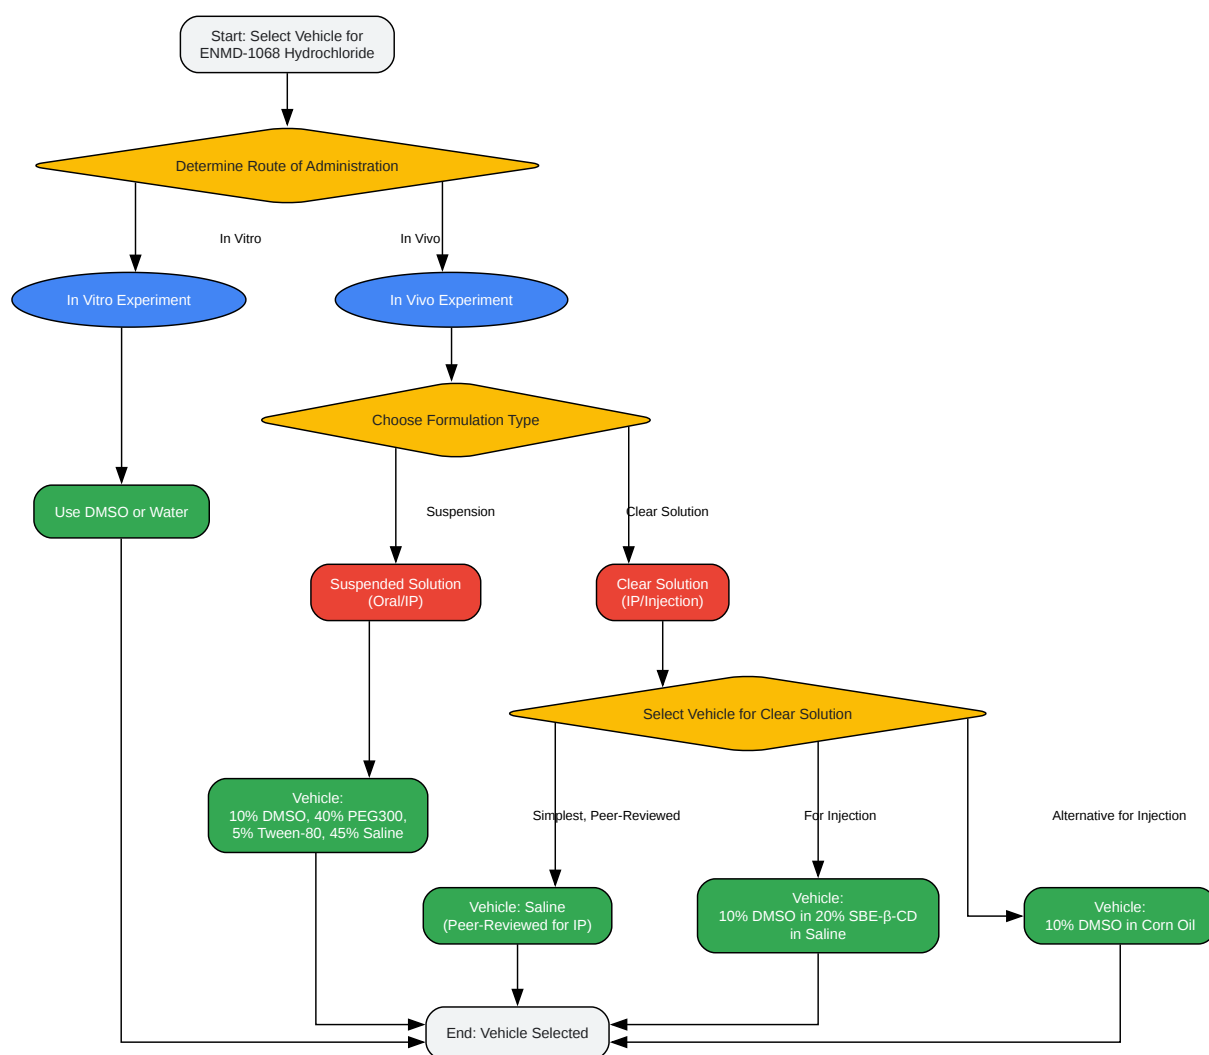 Start: Select Vehicle for
ENMD-1068 Hydrochloride
Determine Route of Administration
In Vitro
In Vivo
In Vitro Experiment
In Vivo Experiment
Choose Formulation Type
Use DMSO or Water
Suspension
Clear Solution
Suspended Solution
(Oral/IP)
Clear Solution
(IP/Injection)
Select Vehicle for Clear Solution
Vehicle:
10% DMSO, 40% PEG300,
5% Tween-80, 45% Saline
Simplest, Peer-Reviewed
For Injection
Alternative for Injection
Vehicle: Saline
(Peer-Reviewed for IP)
Vehicle:
10% DMSO in 20% SBE-β-CD
in Saline
Vehicle:
10% DMSO in Corn Oil
End: Vehicle Selected